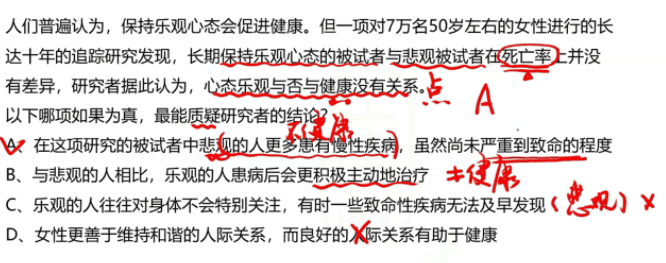 人们普遍认为，保持乐观心态会促进健康。但一项对7万名50岁左右的女性进行的长
达十年的追踪研究发现，长期保持乐观心态的被试者与悲观被试者在死亡率上并没
有差异，研究者据此认为，心态乐观与否与健康没有关系。点
A
以下哪项如果为真，最能质疑研究者的结论？
不健康
A、在这项研究的被试者中悲观的人更多患有慢性疾病，虽然尚未严重到致命的程度
B、与悲观的人相比，乐观的人患病后会更积极主动地治疗 ≠健康
C、乐观的人往往对身体不会特别关注，有时一些致命性疾病无法及早发现（悲观）×
D、女性更善于维持和谐的人际关系，而良好的人际关系有助于健康